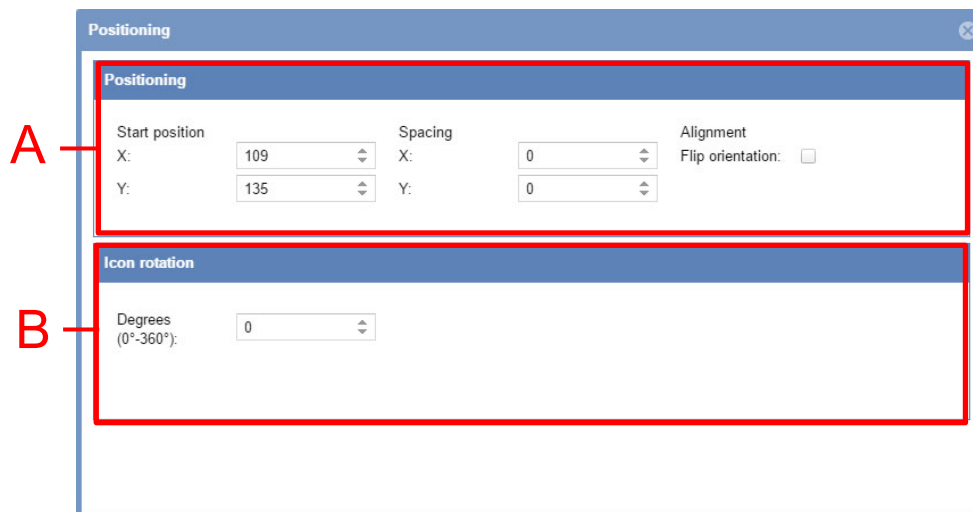 Positioning
Positioning
A
Start position Spacing Alignment
X: 109 X: 0 Flip orientation:
Y: 135 Y: 0
Icon rotation
B
Degrees
(0°-360°): 0